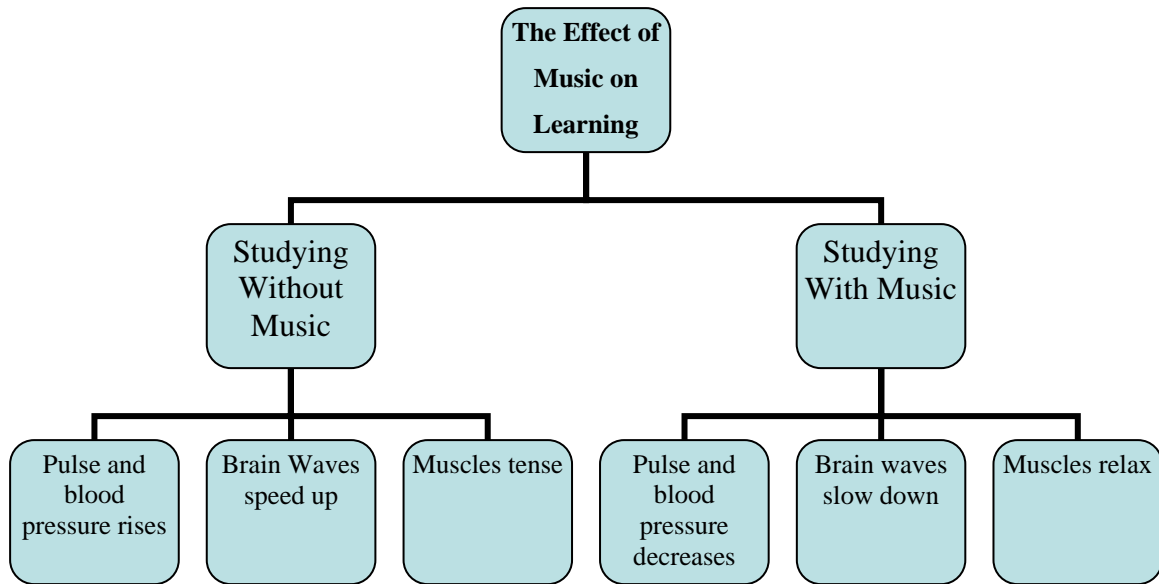 The Effect of
Music on
Learning
Studying
Without
Music
Studying
With Music
Pulse and
blood
pressure rises
Brain Waves
speed up
Muscles tense
Pulse and
blood
pressure
decreases
Brain waves
slow down
Muscles relax